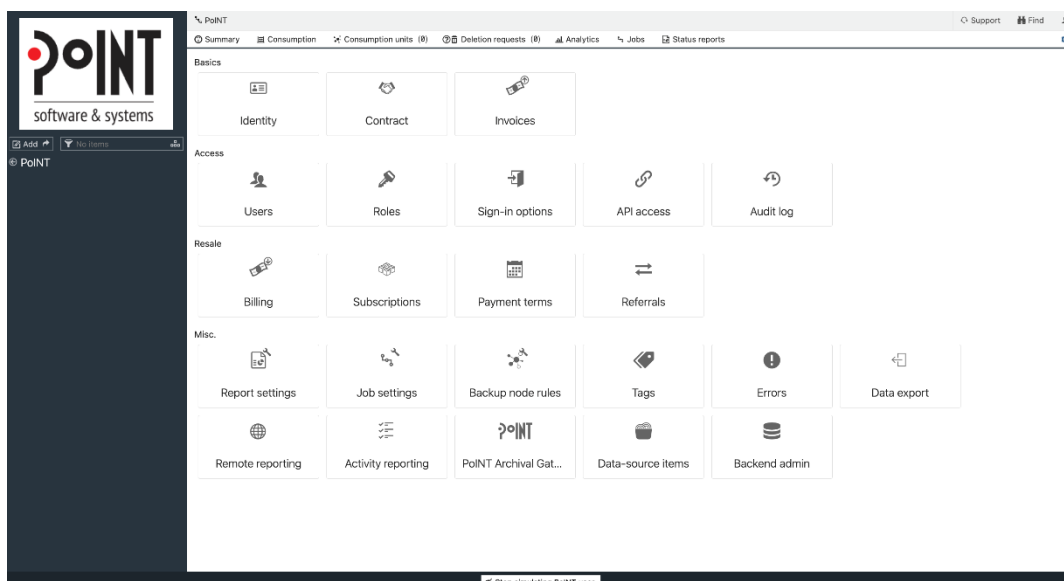 PoINT
software & systems
Add
No items
PoINT
PoINT
Support
Find
Summary
Consumption
Consumption units (0)
Deletion requests (0)
Analytics
Jobs
Status reports
Basics
Identity
Contract
Invoices
Access
Users
Roles
Sign-in options
API access
Audit log
Resale
Billing
Subscriptions
Payment terms
Referrals
Misc.
Report settings
Job settings
Backup node rules
Tags
Errors
Data export
Remote reporting
Activity reporting
PoINT
PoINT Archival Gat...
Data-source items
Backend admin